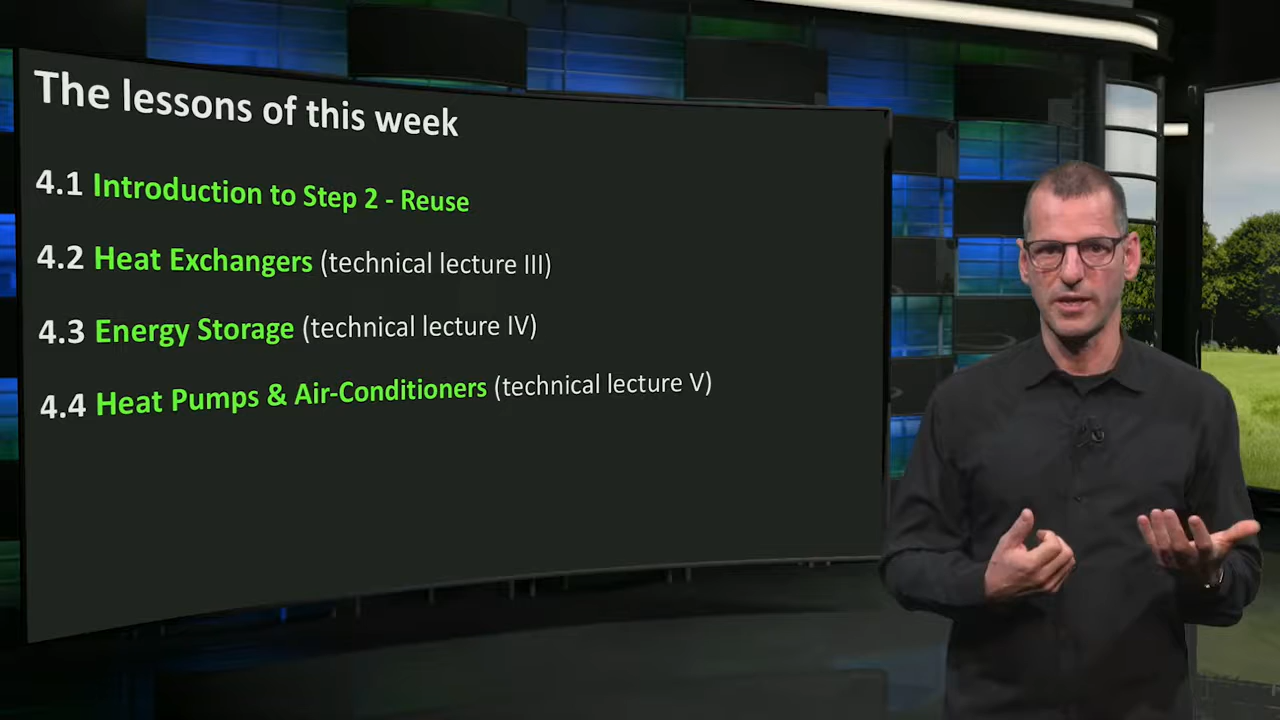 The lessons of this week
4.1 Introduction to Step 2 - Reuse
4.2 Heat Exchangers (technical lecture III)
4.3 Energy Storage (technical lecture IV)
4.4 Heat Pumps & Air-Conditioners (technical lecture V)